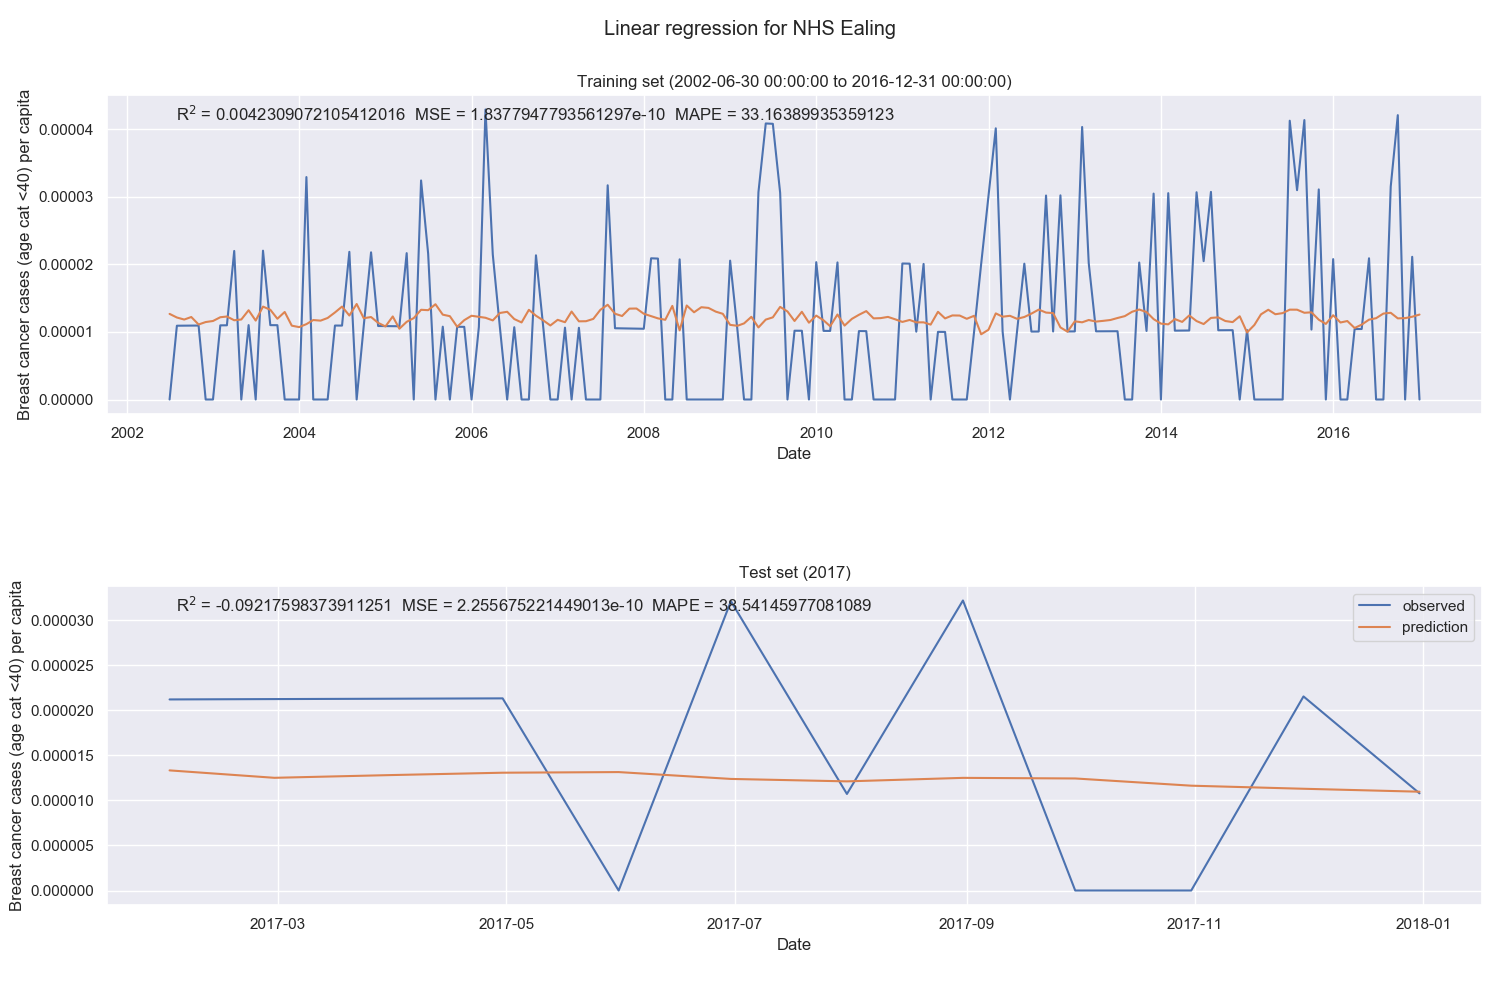 Linear regression for NHS Ealing
Training set (2002-06-30 00:00:00 to 2016-12-31 00:00:00)
R² = 0.0042309072105412016 MSE = 1.8377947793561297e-10 MAPE = 33.16389935359123
Breast cancer cases (age cat <40) per capita
0.00004
0.00003
0.00002
0.00001
0.00000
2002 2004 2006 2008 2010 2012 2014 2016
Date
Test set (2017)
R² = -0.09217598373911251 MSE = 2.255675221449013e-10 MAPE = 38.54145977081089
observed
prediction
Breast cancer cases (age cat <40) per capita
0.000030
0.000025
0.000020
0.000015
0.000010
0.000005
0.000000
2017-03 2017-05 2017-07 2017-09 2017-11 2018-01
Date